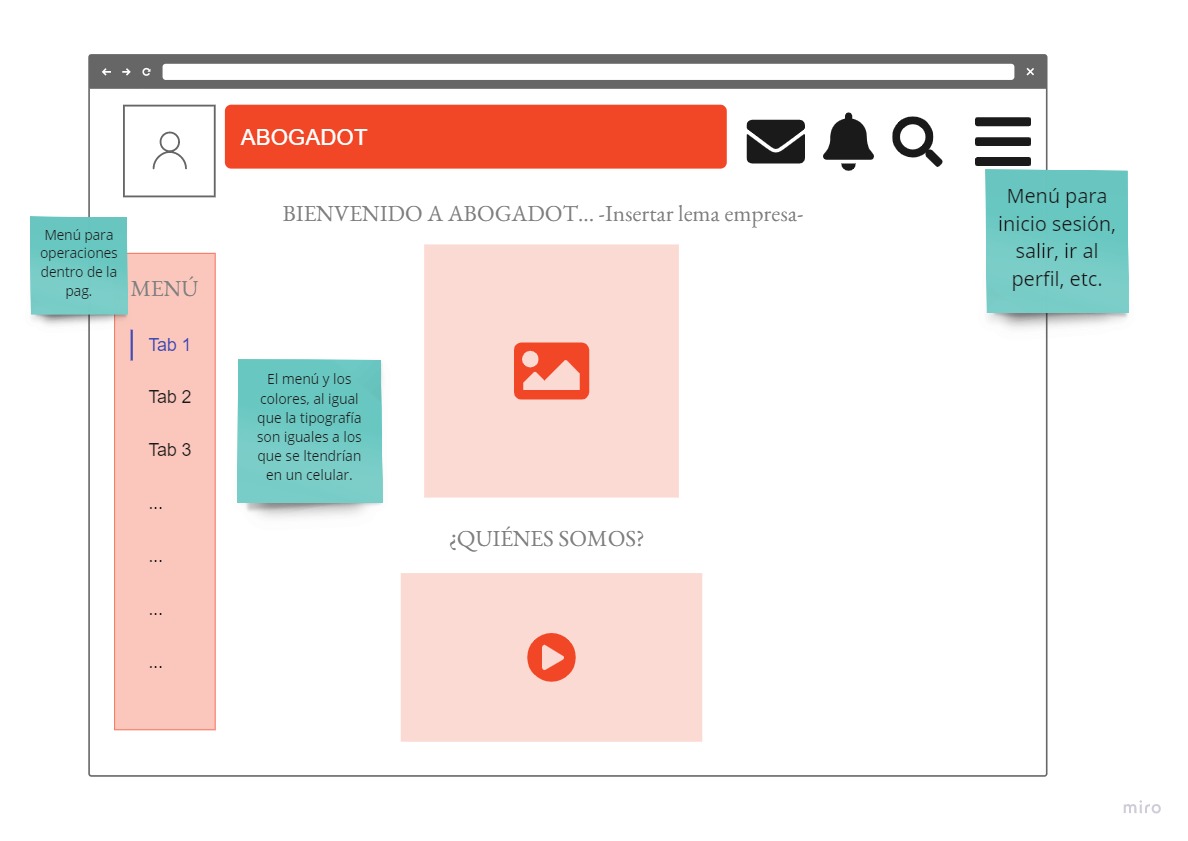 ABOGADOT
BIENVENIDO A ABOGADOT... -Insertar lema empresa-
Menú para
inicio sesión,
salir, ir al
perfil, etc.
Menú para
operaciones
dentro de la
pag.
MENÚ
Tab 1
Tab 2
Tab 3
...
...
...
...
El menú y los
colores, al igual
que la tipografía
son iguales a los
que se ltendrían
en un celular.
¿QUIÉNES SOMOS?
miro